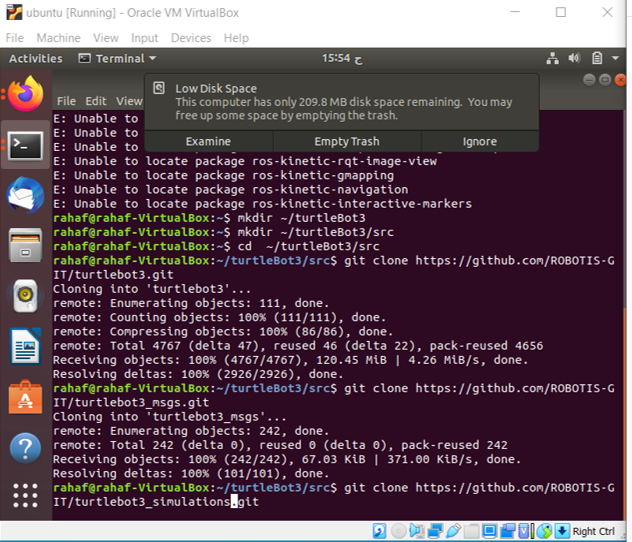 ubuntu [Running] - Oracle VM VirtualBox
File Machine View Input Devices Help
Activities Terminal 15:54 ح
Low Disk Space
This computer has only 209.8 MB disk space remaining. You may
free up some space by emptying the trash.
Examine Empty Trash Ignore
File Edit View
E: Unable to
E: Unable to
E: Unable to
E: Unable to locate package ros-kinetic-rqt-image-view
E: Unable to locate package ros-kinetic-gmapping
E: Unable to locate package ros-kinetic-navigation
E: Unable to locate package ros-kinetic-interactive-markers
rahaf@rahaf-VirtualBox:~$ mkdir ~/turtleBot3
rahaf@rahaf-VirtualBox:~$ mkdir ~/turtleBot3/src
rahaf@rahaf-VirtualBox:~$ cd ~/turtleBot3/src
rahaf@rahaf-VirtualBox:~/turtleBot3/src$ git clone https://github.com/ROBOTIS-G
IT/turtlebot3.git
Cloning into 'turtlebot3'...
remote: Enumerating objects: 111, done.
remote: Counting objects: 100% (111/111), done.
remote: Compressing objects: 100% (86/86), done.
remote: Total 4767 (delta 47), reused 46 (delta 22), pack-reused 4656
Receiving objects: 100% (4767/4767), 120.45 MiB | 4.26 MiB/s, done.
Resolving deltas: 100% (2926/2926), done.
rahaf@rahaf-VirtualBox:~/turtleBot3/src$ git clone https://github.com/ROBOTIS-G
IT/turtlebot3_msgs.git
Cloning into 'turtlebot3_msgs'...
remote: Enumerating objects: 242, done.
remote: Total 242 (delta 0), reused 0 (delta 0), pack-reused 242
Receiving objects: 100% (242/242), 67.03 KiB | 371.00 KiB/s, done.
Resolving deltas: 100% (101/101), done.
rahaf@rahaf-VirtualBox:~/turtleBot3/src$ git clone https://github.com/ROBOTIS-G
IT/turtlebot3_simulations.git
Right Ctrl